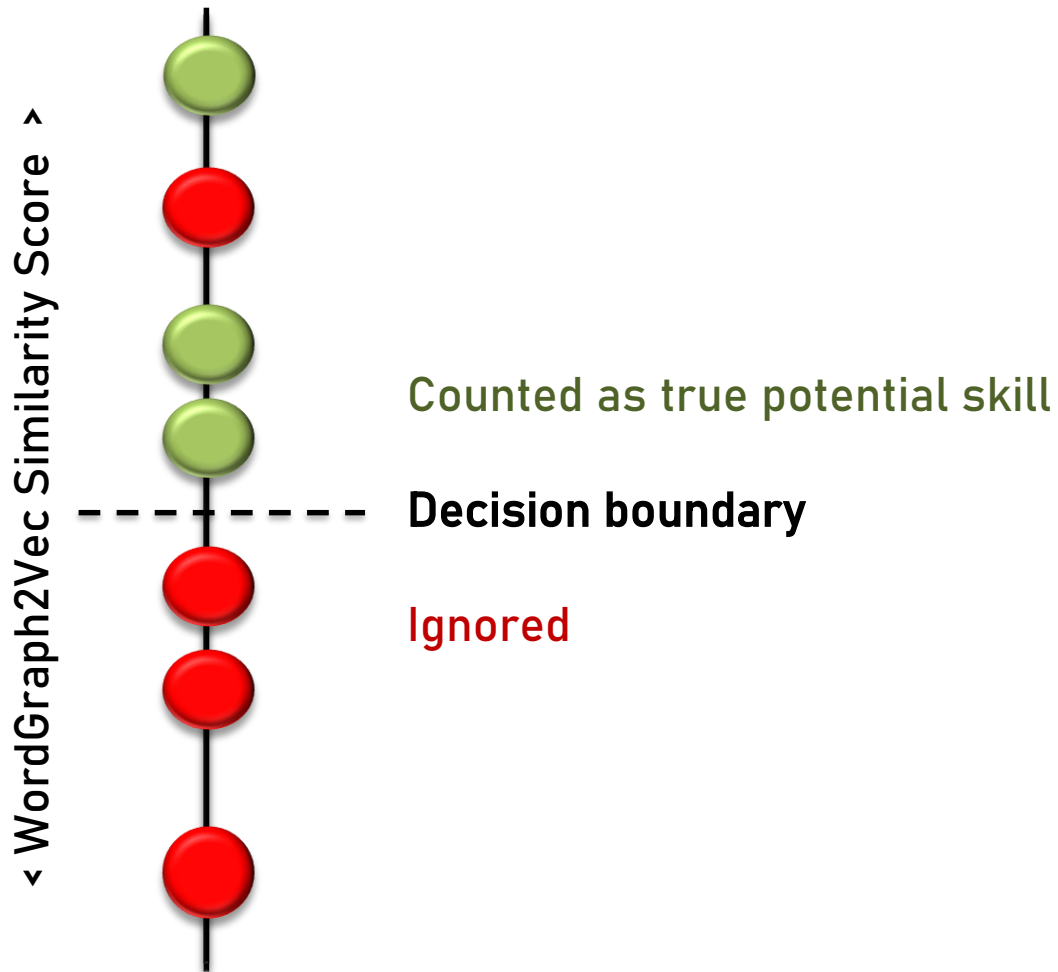 < WordGraph2Vec Similarity Score >
Counted as true potential skill
Decision boundary
Ignored